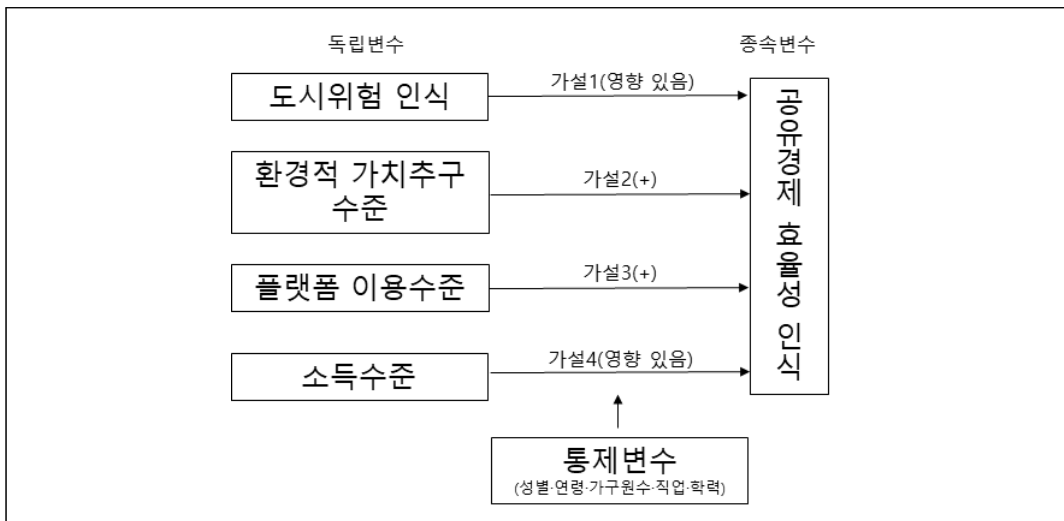 독립변수
종속변수
도시위험 인식
가설1(영향 있음)
환경적 가치추구
수준
가설2(+)
플랫폼 이용수준
가설3(+)
소득수준
가설4(영향 있음)
공유경제 효율성 인식
통제변수
(성별·연령·가구원수·직업·학력)